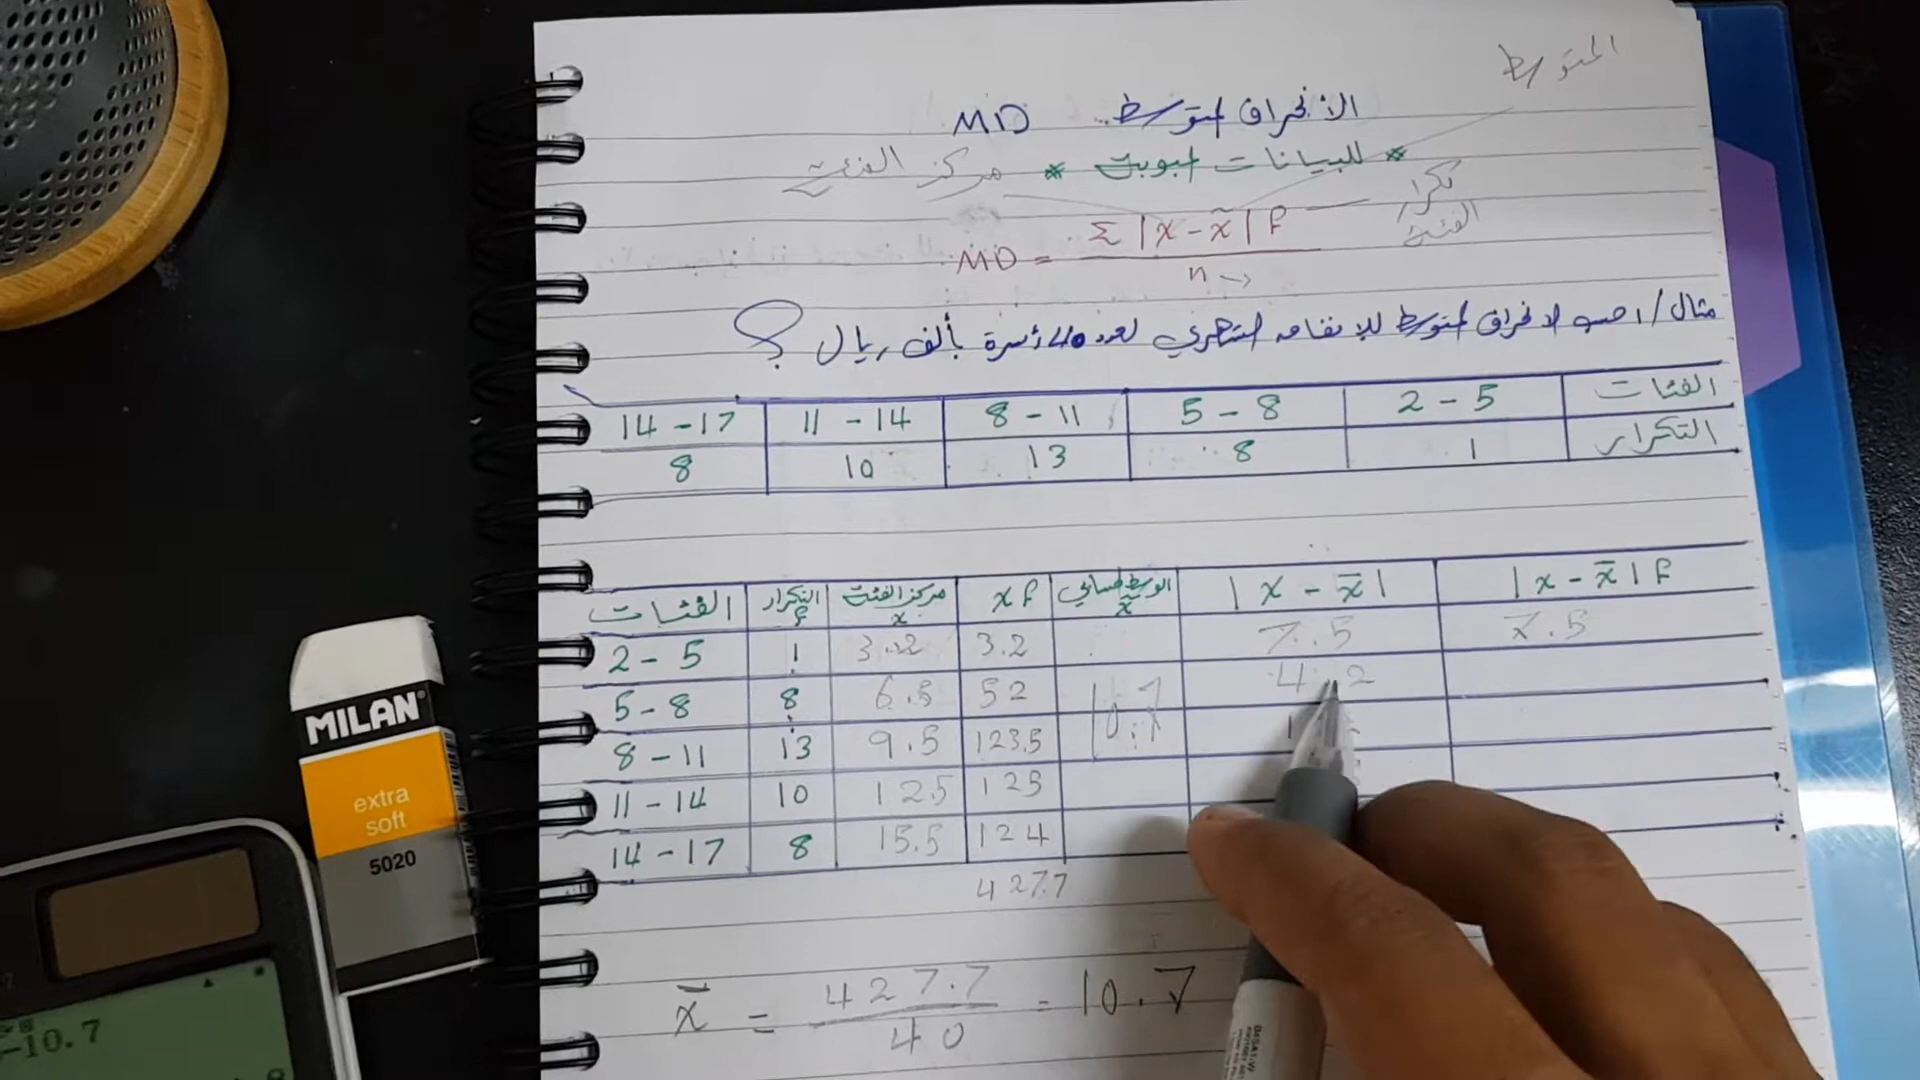 المتوسط
الانحراف المتوسط MD
* للبيانات المبوبة * مركز الفئة
تكرار الفئة
MD = Σ |x - x̄| f / n
مثال / احسب الانحراف المتوسط للإنفاق الشهري لعدد 40 أسرة بألف ريال ؟
الفئات 2 - 5 5 - 8 8 - 11 11 - 14 14 - 17
التكرار 1 8 13 10 8
الفئات التكرار f مركز الفئة x x f الوسط الحسابي x̄ | x - x̄ | | x - x̄ | f
2 - 5 1 3.2 3.2 7.5 7.5
5 - 8 8 6.5 52 10.7 4.2
8 - 11 13 9.5 123.5
11 - 14 10 12.5 125
14 - 17 8 15.5 124
427.7
x̄ = 427.7 / 40 = 10.7
MILAN
extra soft
5020
-10.7